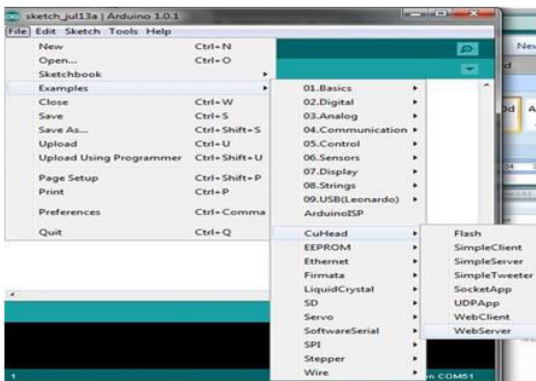 sketch_jul13a | Arduino 1.0.1
File Edit Sketch Tools Help
New Ctrl+N
Open... Ctrl+O
Sketchbook
Examples
Close Ctrl+W
Save Ctrl+S
Save As... Ctrl+Shift+S
Upload Ctrl+U
Upload Using Programmer Ctrl+Shift+U
Page Setup Ctrl+Shift+P
Print Ctrl+P
Preferences Ctrl+Comma
Quit Ctrl+Q
01.Basics
02.Digital
03.Analog
04.Communication
05.Control
06.Sensors
07.Display
08.Strings
09.USB(Leonardo)
ArduinoISP
CuHead
EEPROM
Ethernet
Firmata
LiquidCrystal
SD
Servo
SoftwareSerial
SPI
Stepper
Wire
Flash
SimpleClient
SimpleServer
SimpleTweeter
SocketApp
UDPApp
WebClient
WebServer
1
on COM51
New